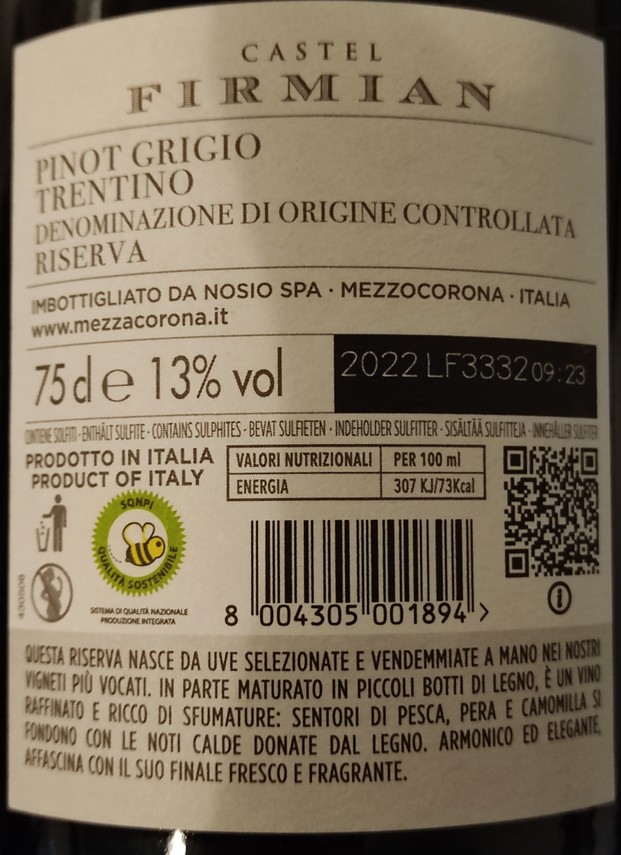 CASTEL
FIRMIAN
PINOT GRIGIO
TRENTINO
DENOMINAZIONE DI ORIGINE CONTROLLATA
RISERVA
IMBOTTIGLIATO DA NOSIO SPA · MEZZOCORONA · ITALIA
www.mezzacorona.it
75 cl e 13% vol
2022 LF3332 09:23
CONTIENE SOLFITI · ENTHÄLT SULFITE · CONTAINS SULPHITES · BEVAT SULFIETEN · INDEHOLDER SULFITTER · SISÄLTÄÄ SULFIITTEJA · INNEHÅLLER SULFITER
PRODOTTO IN ITALIA
PRODUCT OF ITALY
VALORI NUTRIZIONALI PER 100 ml
ENERGIA 307 KJ/73Kcal
SQNPI
QUALITÀ SOSTENIBILE
SISTEMA DI QUALITÀ NAZIONALE
PRODUZIONE INTEGRATA
430508
8 004305 001894 >
QUESTA RISERVA NASCE DA UVE SELEZIONATE E VENDEMMIATE A MANO NEI NOSTRI
VIGNETI PIÙ VOCATI. IN PARTE MATURATO IN PICCOLI BOTTI DI LEGNO, È UN VINO
RAFFINATO E RICCO DI SFUMATURE: SENTORI DI PESCA, PERA E CAMOMILLA SI
FONDONO CON LE NOTI CALDE DONATE DAL LEGNO. ARMONICO ED ELEGANTE,
AFFASCINA CON IL SUO FINALE FRESCO E FRAGRANTE.